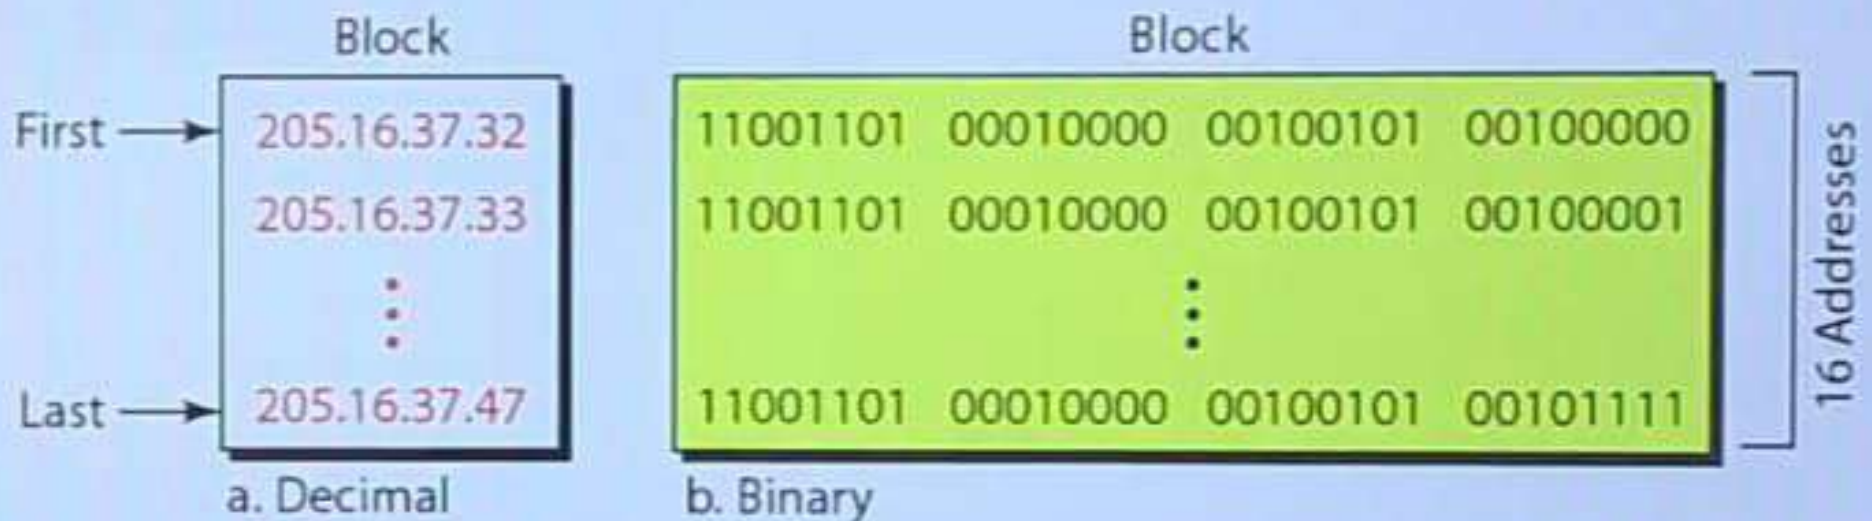 Block
First
205.16.37.32
205.16.37.33
Last
205.16.37.47
a. Decimal
Block
11001101 00010000 00100101 00100000
11001101 00010000 00100101 00100001
11001101 00010000 00100101 00101111
b. Binary
16 Addresses